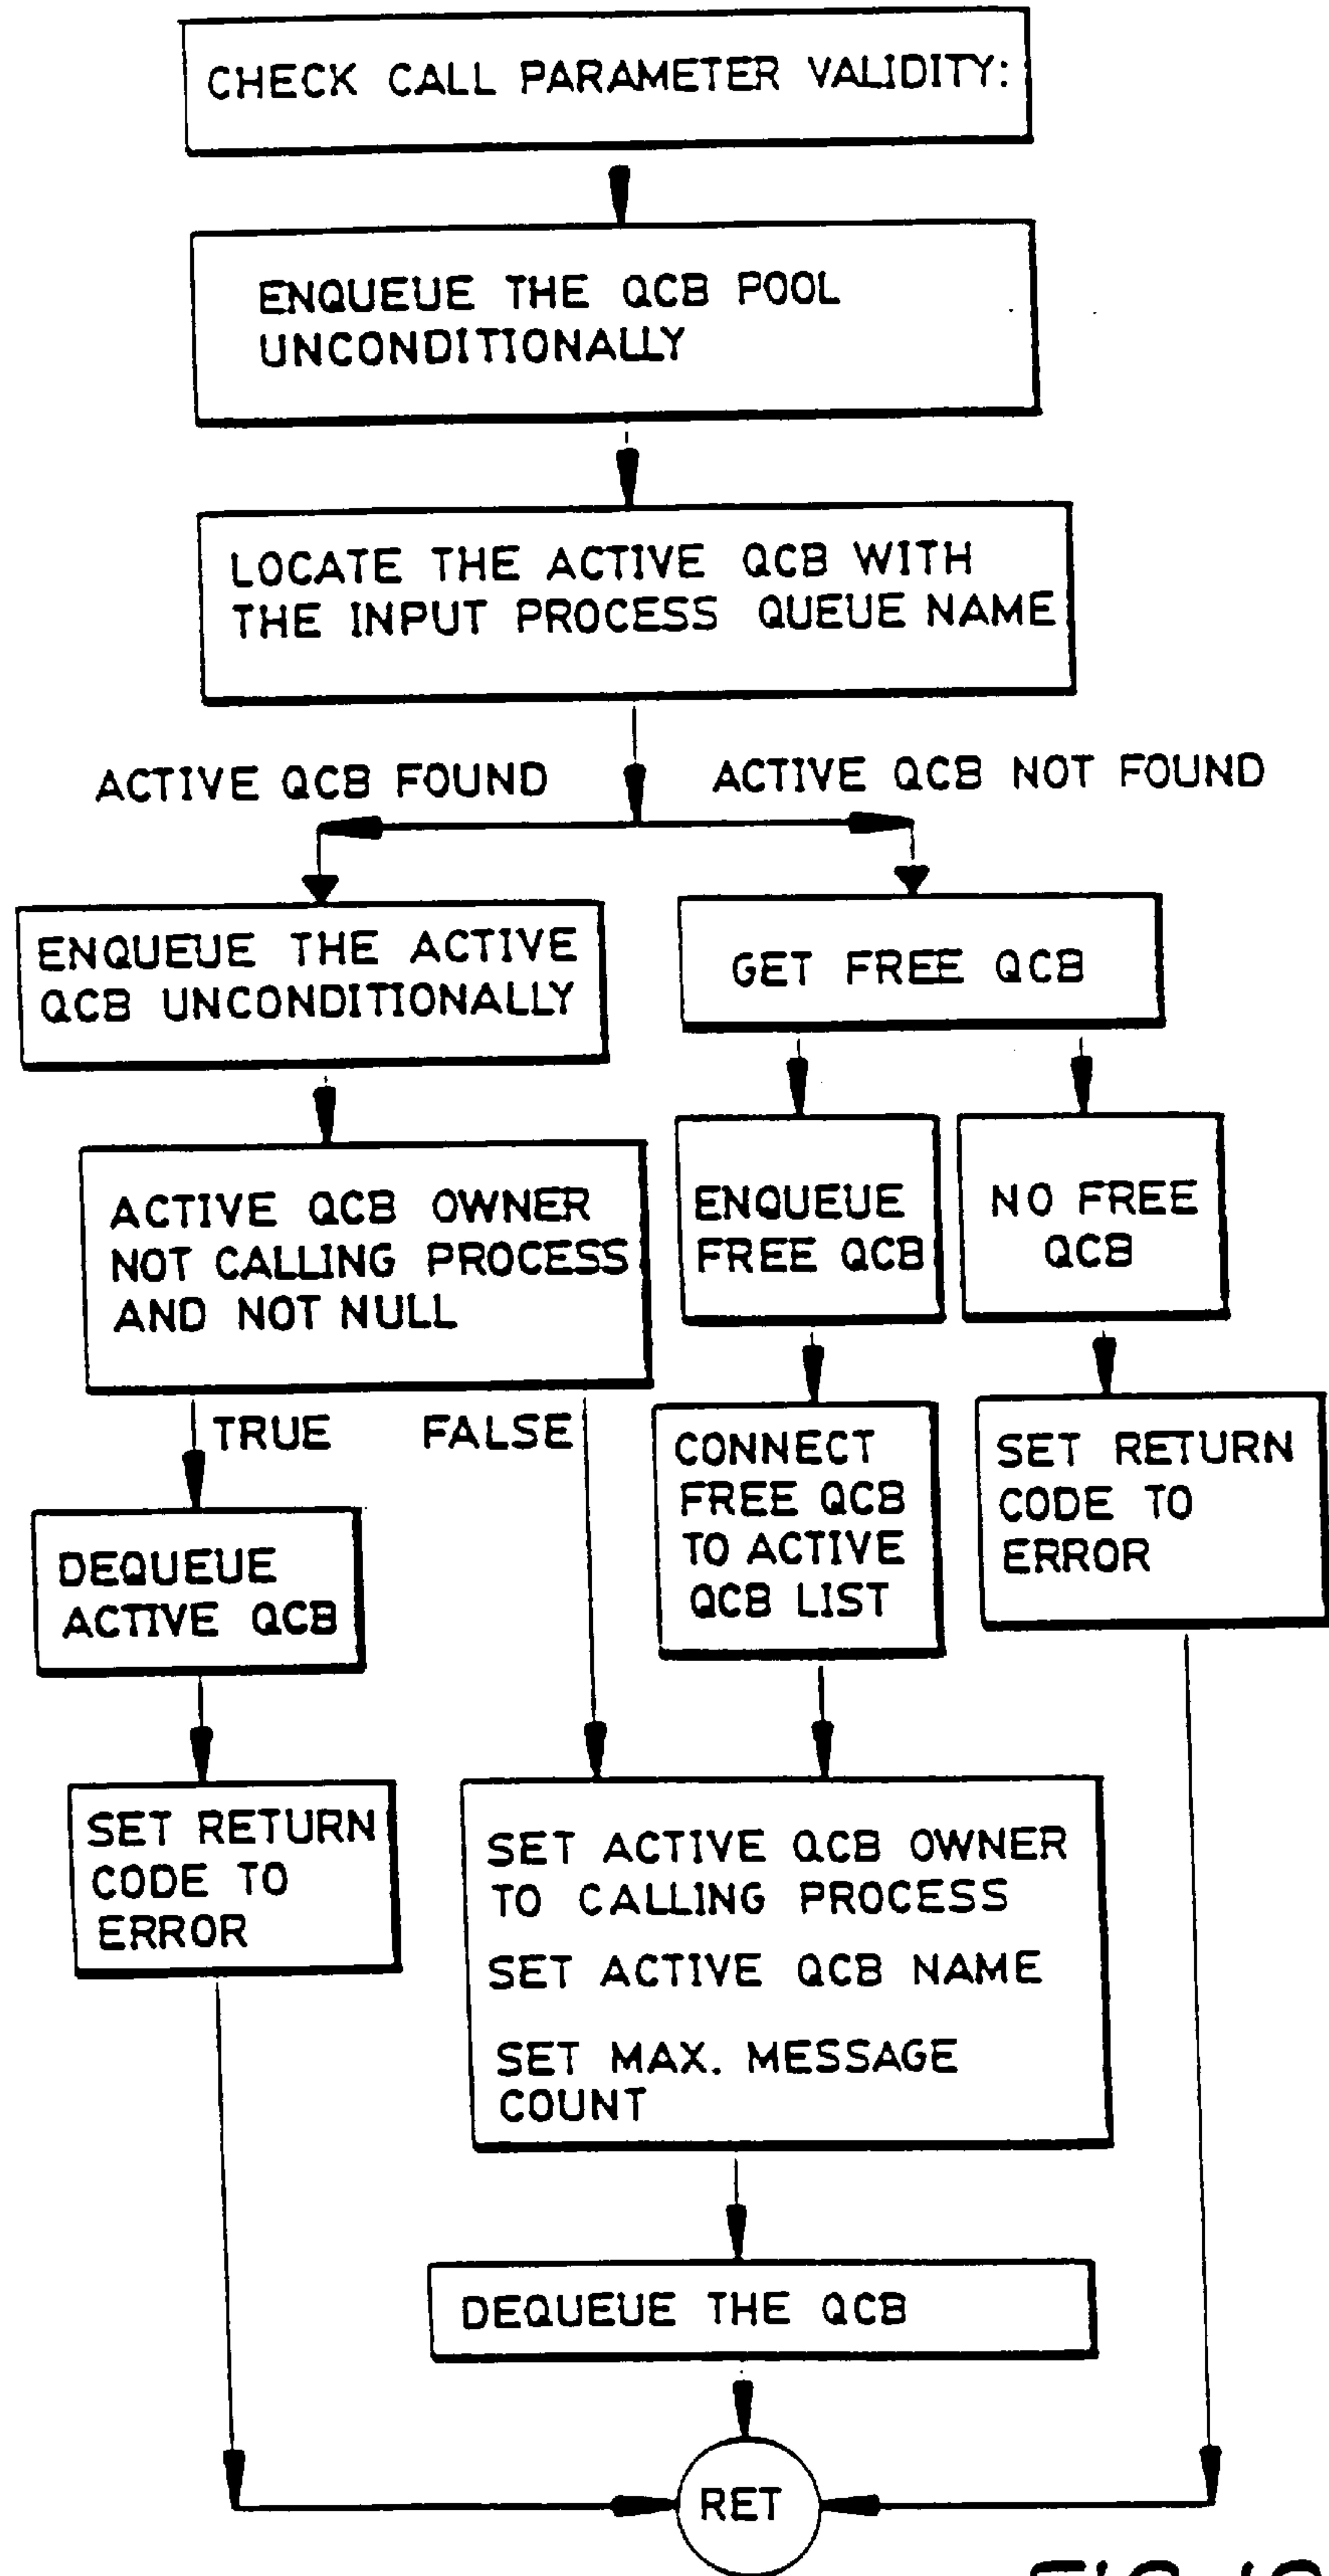 CHECK CALL PARAMETER VALIDITY:
ENQUEUE THE QCB POOL
UNCONDITIONALLY
LOCATE THE ACTIVE QCB WITH
THE INPUT PROCESS QUEUE NAME
ACTIVE QCB FOUND
ACTIVE QCB NOT FOUND
ENQUEUE THE ACTIVE
QCB UNCONDITIONALLY
GET FREE QCB
ACTIVE QCB OWNER
NOT CALLING PROCESS
AND NOT NULL
ENQUEUE
FREE QCB
NO FREE
QCB
TRUE
FALSE
CONNECT
FREE QCB
TO ACTIVE
QCB LIST
SET RETURN
CODE TO
ERROR
DEQUEUE
ACTIVE QCB
SET RETURN
CODE TO
ERROR
SET ACTIVE QCB OWNER
TO CALLING PROCESS
SET ACTIVE QCB NAME
SET MAX. MESSAGE
COUNT
DEQUEUE THE QCB
RET